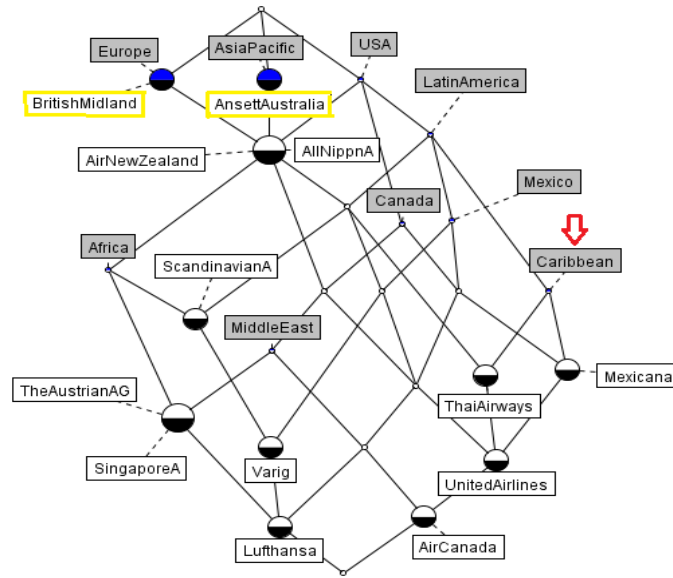 USA
AsiaPacific
Europe
LatinAmerica
BritishMidland
AnsettAustralia
AllNippnA
AirNewZealand
Mexico
Canada
Africa
Caribbean
ScandinavianA
MiddleEast
Mexicana
TheAustrianAG
ThaiAirways
SingaporeA
Varig
UnitedAirlines
Lufthansa
AirCanada